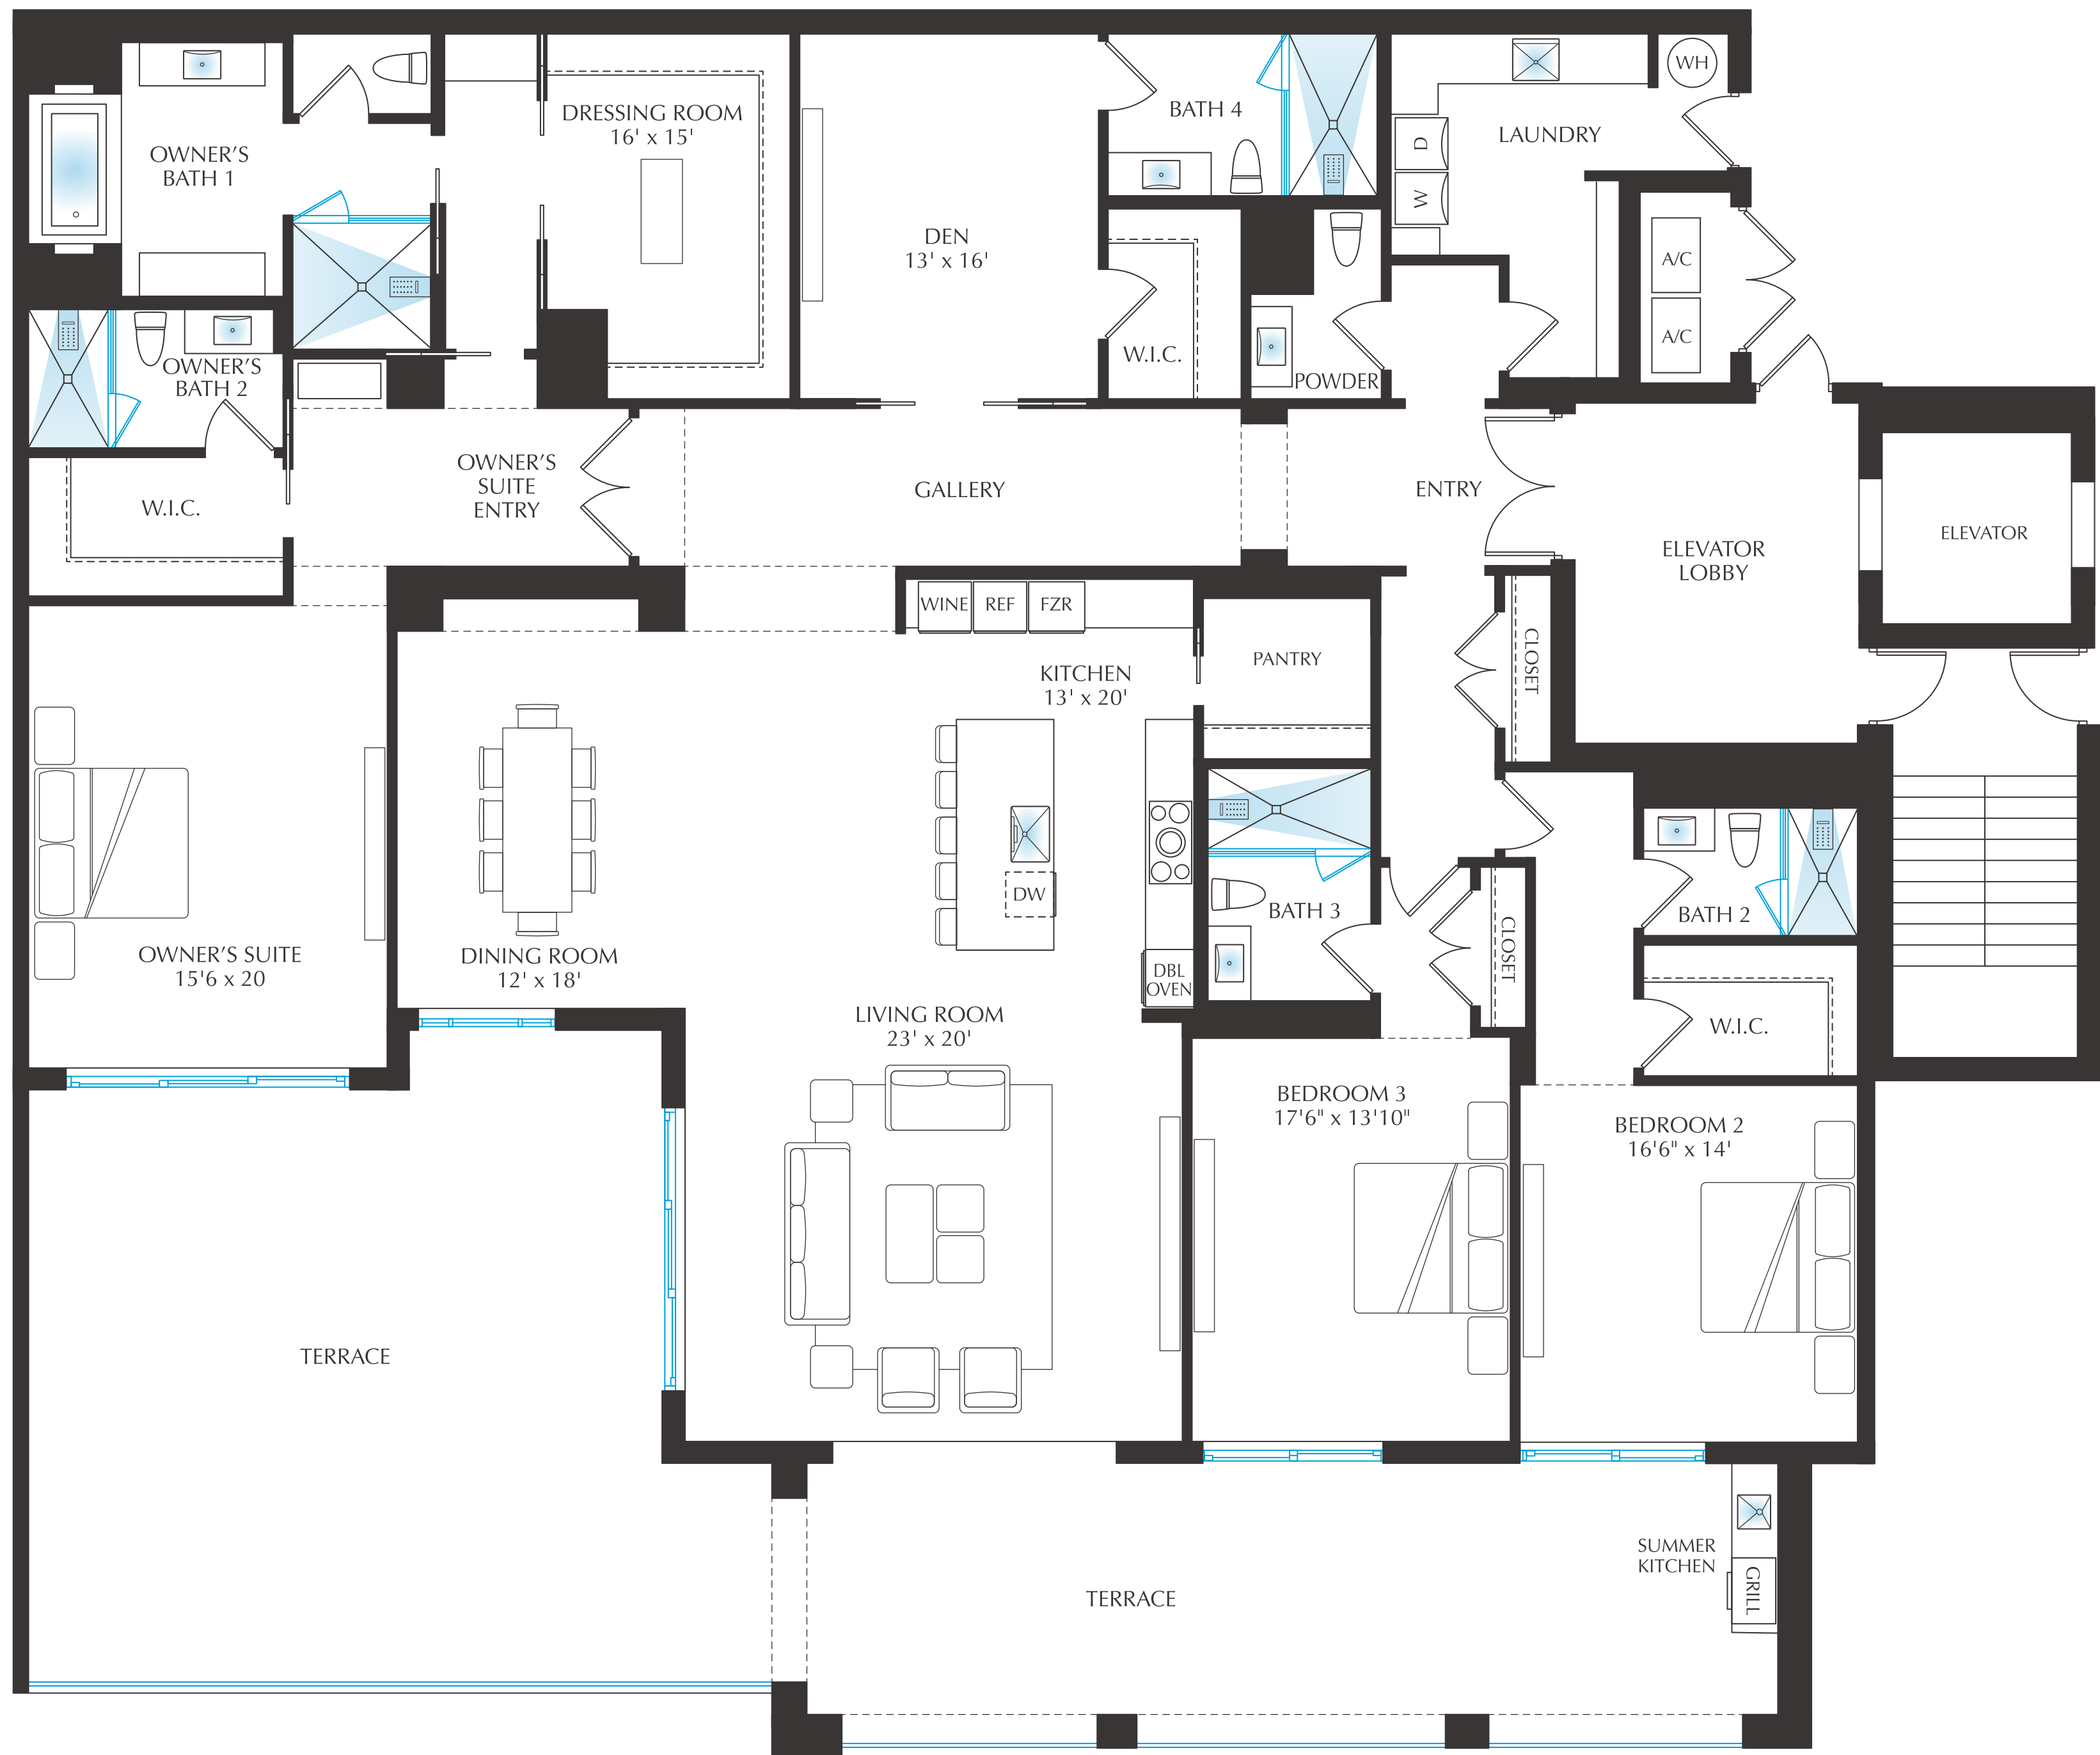 WH
DRESSING ROOM
16' x 15'
BATH 4
LAUNDRY
D
W
OWNER'S
BATH 1
DEN
13' x 16'
A/C
A/C
OWNER'S
BATH 2
W.I.C.
POWDER
OWNER'S
SUITE
ENTRY
W.I.C.
GALLERY
ENTRY
ELEVATOR
LOBBY
ELEVATOR
WINE
REF
FZR
KITCHEN
13' x 20'
PANTRY
CLOSET
DW
BATH 3
BATH 2
CLOSET
OWNER'S SUITE
15'6 x 20
DINING ROOM
12' x 18'
DBL
OVEN
LIVING ROOM
23' x 20'
W.I.C.
BEDROOM 3
17'6" x 13'10"
BEDROOM 2
16'6" x 14'
TERRACE
SUMMER
KITCHEN
GRILL
TERRACE